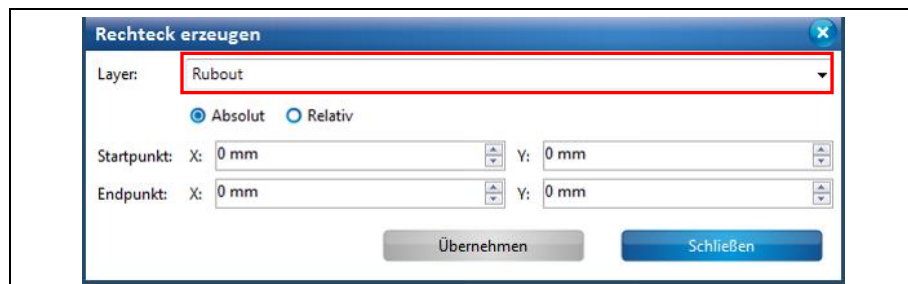 Rechteck erzeugen
Layer: Rubout
Absolut Relativ
Startpunkt: X: 0 mm Y: 0 mm
Endpunkt: X: 0 mm Y: 0 mm
Übernehmen Schließen